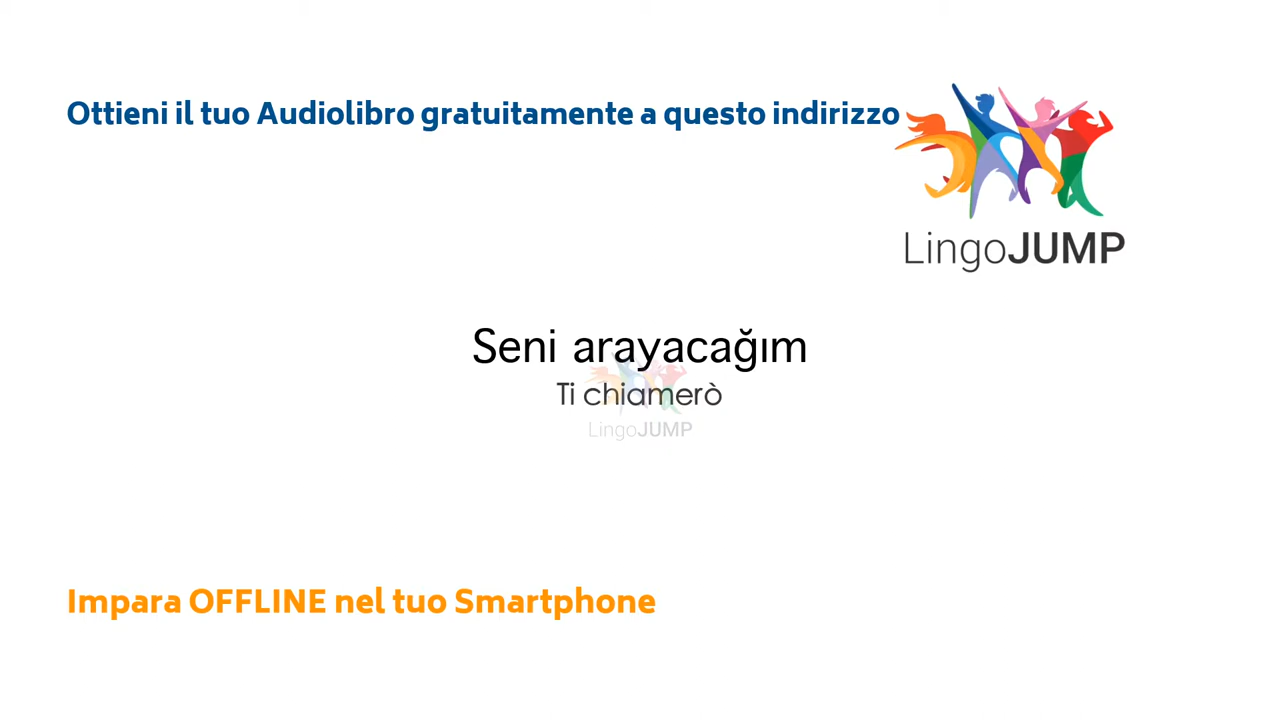 Ottieni il tuo Audiolibro gratuitamente a questo indirizzo
LingoJUMP
Seni arayacağım
Ti chiamerò
LingoJUMP
Impara OFFLINE nel tuo Smartphone